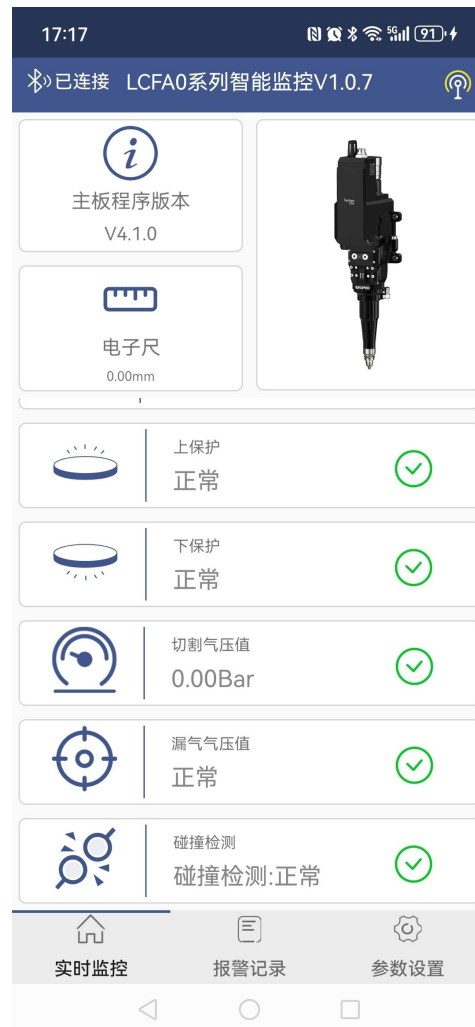 17:17
5G
91
已连接 LCFA0系列智能监控V1.0.7
主板程序版本
V4.1.0
电子尺
0.00mm
上保护
正常
下保护
正常
切割气压值
0.00Bar
漏气气压值
正常
碰撞检测
碰撞检测:正常
实时监控
报警记录
参数设置